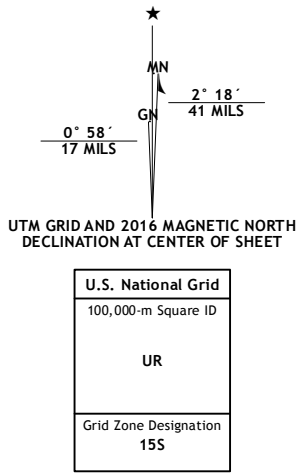 ★
MN
GN
2° 18´
41 MILS
0° 58´
17 MILS
UTM GRID AND 2016 MAGNETIC NORTH
DECLINATION AT CENTER OF SHEET
U.S. National Grid
100,000-m Square ID
UR
Grid Zone Designation
15S